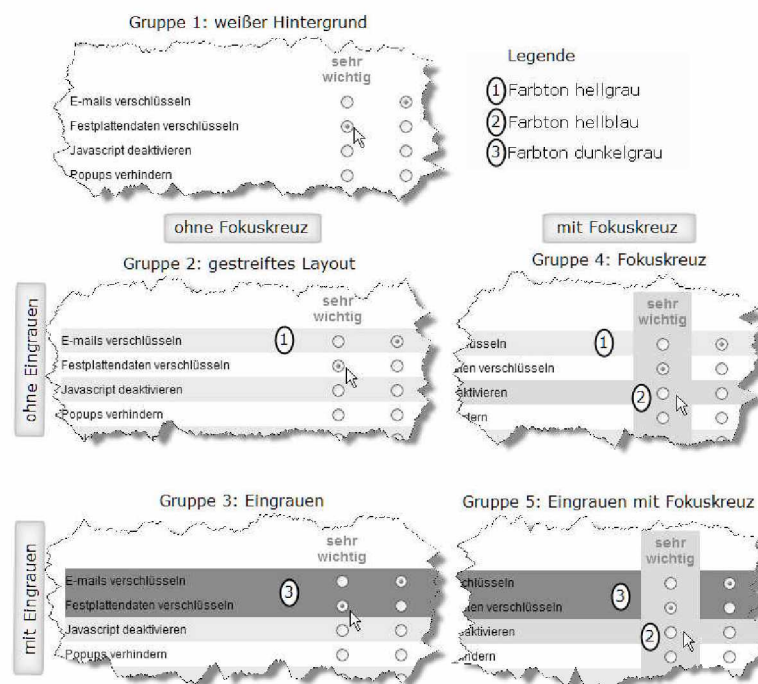 Gruppe 1: weißer Hintergrund
sehr
wichtig
E-mails verschlüsseln
Festplattendaten verschlüsseln
Javascript deaktivieren
Popups verhindern
Legende
1 Farbton hellgrau
2 Farbton hellblau
3 Farbton dunkelgrau
ohne Fokuskreuz
mit Fokuskreuz
ohne Eingrauen
Gruppe 2: gestreiftes Layout
sehr
wichtig
E-mails verschlüsseln
1
Festplattendaten verschlüsseln
Javascript deaktivieren
Popups verhindern
Gruppe 4: Fokuskreuz
sehr
wichtig
lüsseln
1
ten verschlüsseln
aktivieren
2
dern
mit Eingrauen
Gruppe 3: Eingrauen
sehr
wichtig
E-mails verschlüsseln
3
Festplattendaten verschlüsseln
Javascript deaktivieren
Popups verhindern
Gruppe 5: Eingrauen mit Fokuskreuz
sehr
wichtig
chlüsseln
3
ten verschlüsseln
aktivieren
2
ndern